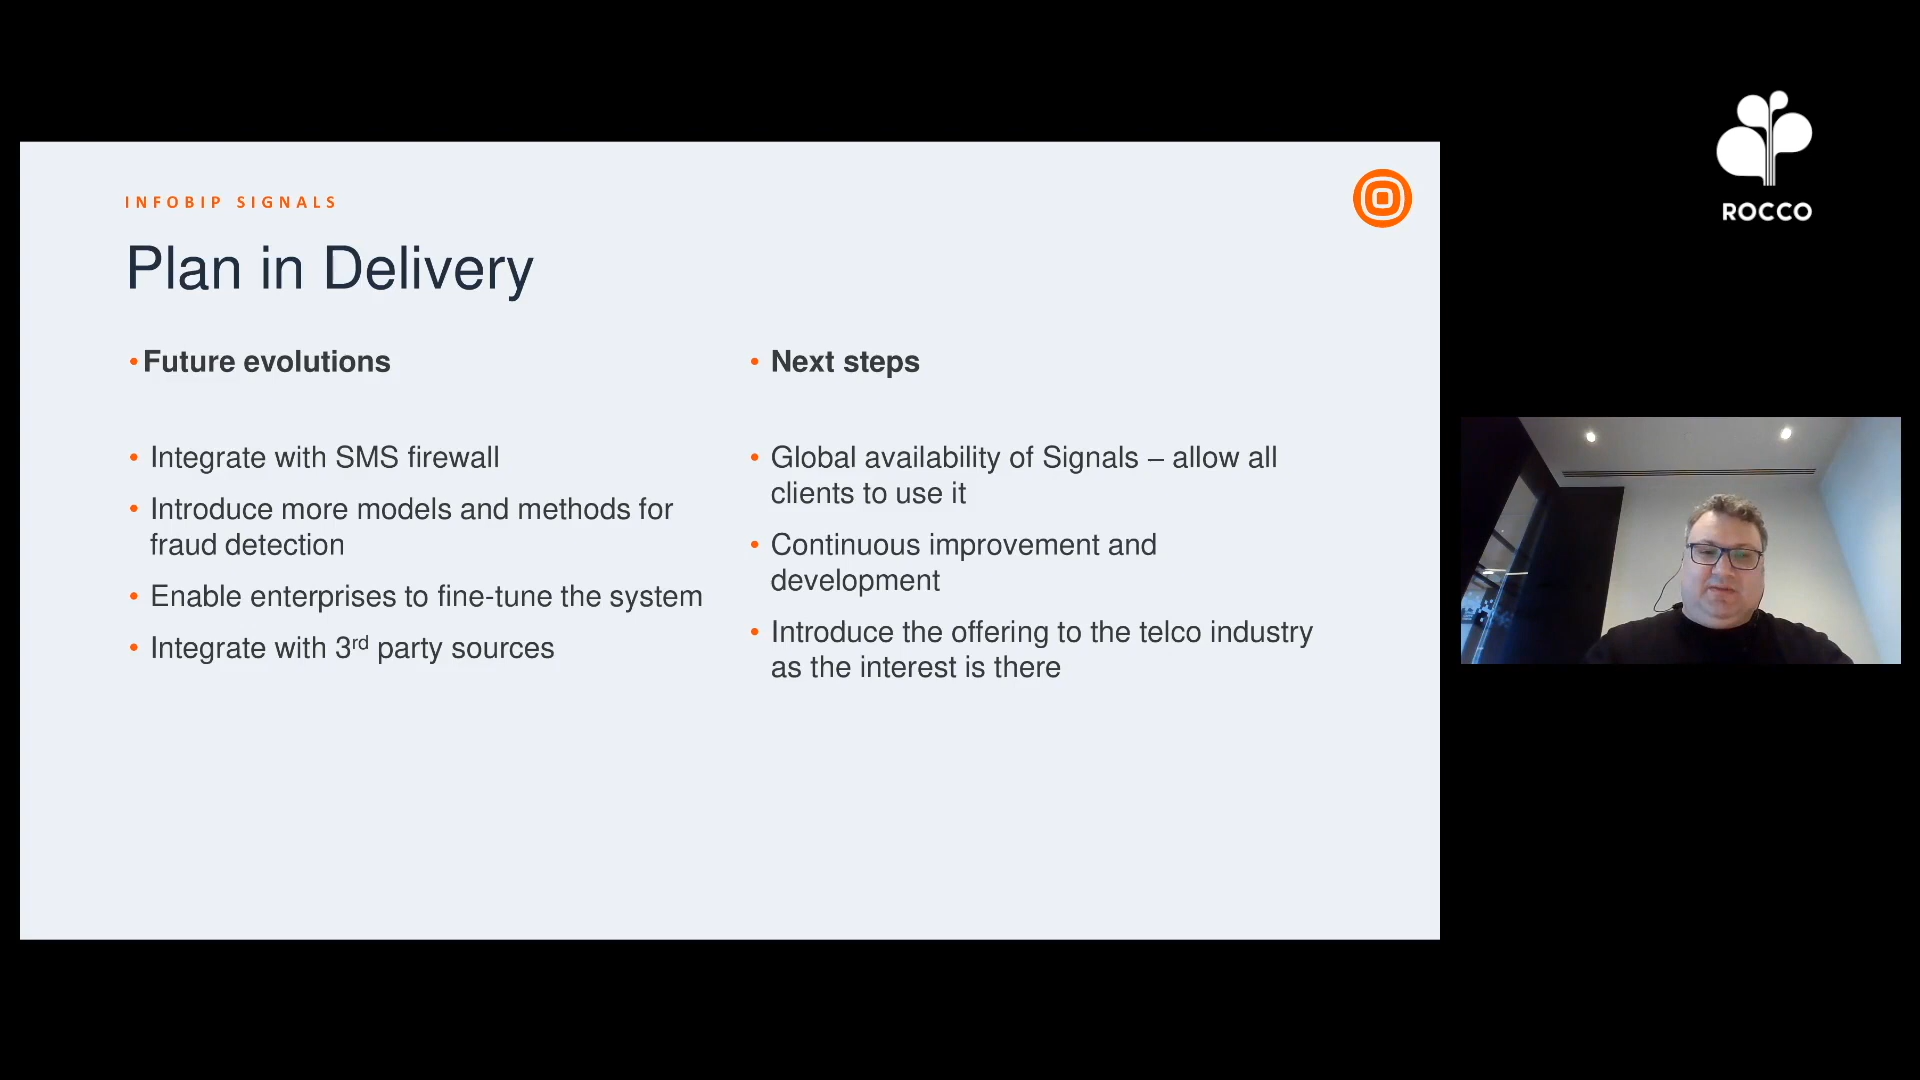 INFOBIP SIGNALS
Plan in Delivery
• Future evolutions
• Integrate with SMS firewall
• Introduce more models and methods for
fraud detection
• Enable enterprises to fine-tune the system
• Integrate with 3rd party sources
• Next steps
• Global availability of Signals – allow all
clients to use it
• Continuous improvement and
development
• Introduce the offering to the telco industry
as the interest is there
ROCCO